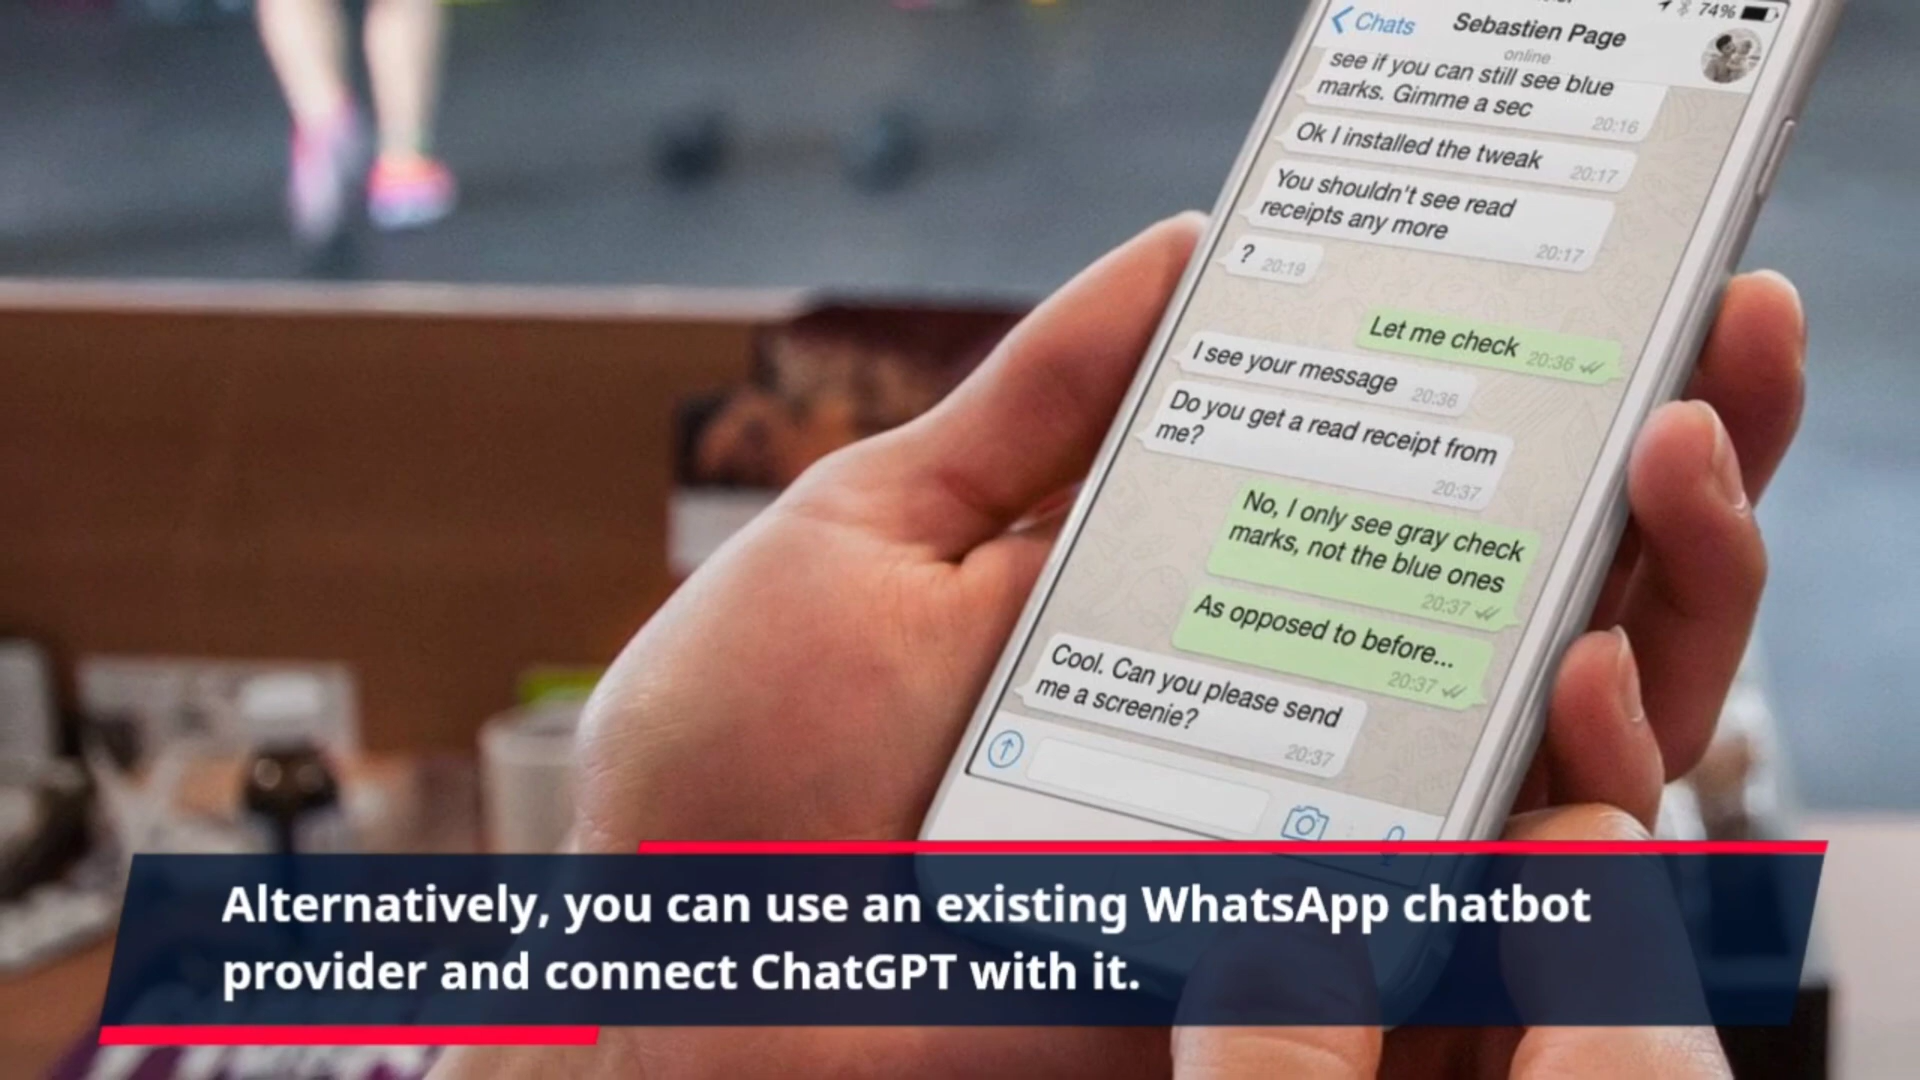 74%
Chats
Sebastien Page
online
see if you can still see blue
marks. Gimme a sec
20:16
Ok I installed the tweak
20:17
You shouldn't see read
receipts any more
20:17
? 20:19
Let me check
20:36
I see your message
20:36
Do you get a read receipt from
me?
20:37
No, I only see gray check
marks, not the blue ones
20:37
As opposed to before...
20:37
Cool. Can you please send
me a screenie?
20:37
Alternatively, you can use an existing WhatsApp chatbot
provider and connect ChatGPT with it.